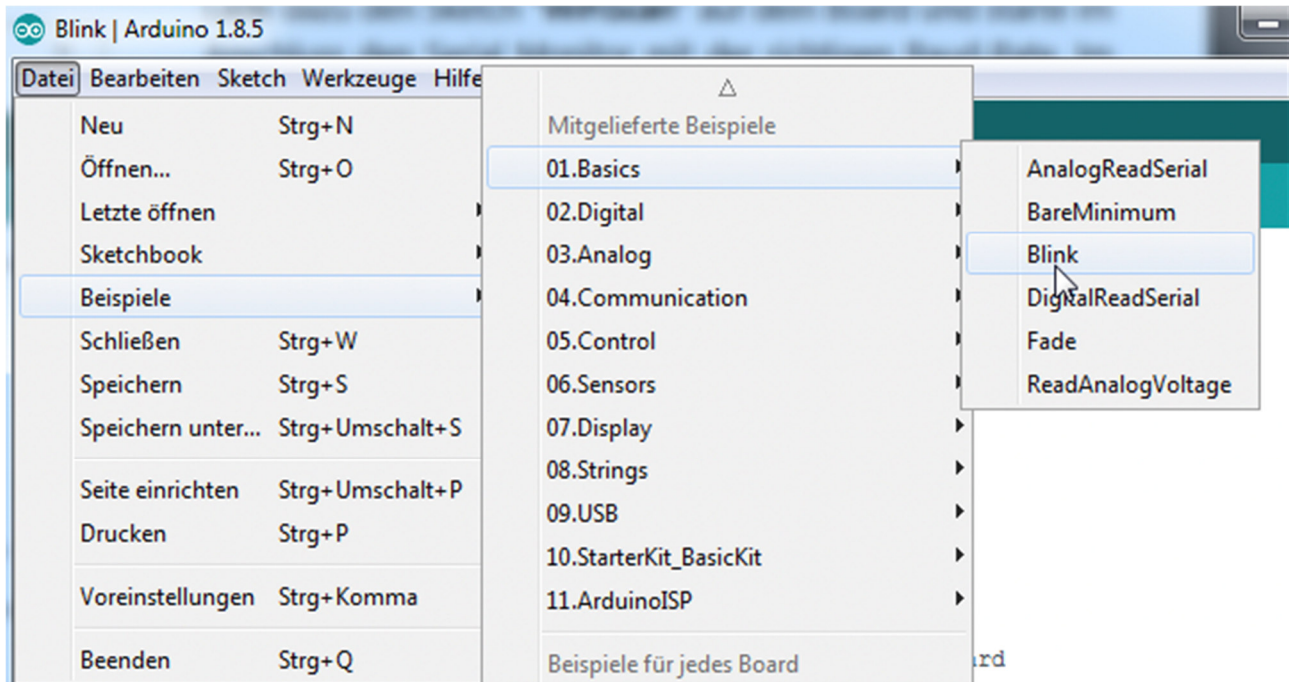 Blink | Arduino 1.8.5
Datei Bearbeiten Sketch Werkzeuge Hilfe
Neu Strg+N
Öffnen... Strg+O
Letzte öffnen
Sketchbook
Beispiele
Schließen Strg+W
Speichern Strg+S
Speichern unter... Strg+Umschalt+S
Seite einrichten Strg+Umschalt+P
Drucken Strg+P
Voreinstellungen Strg+Komma
Beenden Strg+Q
Mitgelieferte Beispiele
01.Basics
02.Digital
03.Analog
04.Communication
05.Control
06.Sensors
07.Display
08.Strings
09.USB
10.StarterKit_BasicKit
11.ArduinoISP
Beispiele für jedes Board
AnalogReadSerial
BareMinimum
Blink
DigitalReadSerial
Fade
ReadAnalogVoltage